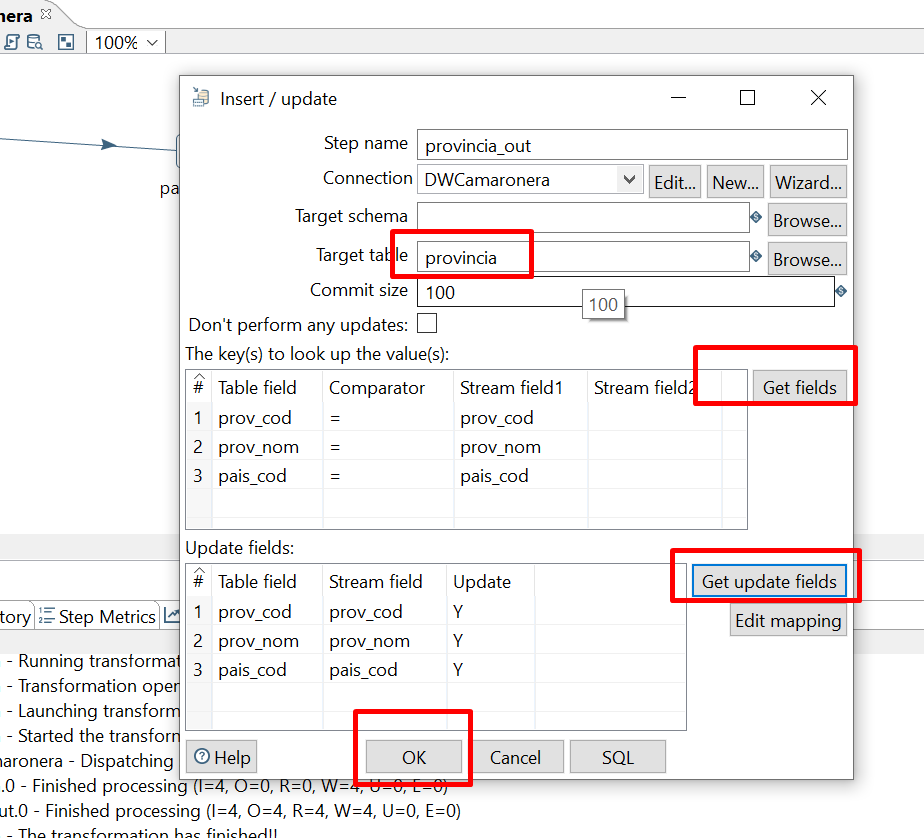 nera
100%
pa
Insert / update
Step name provincia_out
Connection DWCamaronera Edit... New... Wizard...
Target schema Browse...
Target table provincia Browse...
Commit size 100
100
Don't perform any updates:
The key(s) to look up the value(s):
# Table field Comparator Stream field1 Stream field2 Get fields
1 prov_cod = prov_cod
2 prov_nom = prov_nom
3 pais_cod = pais_cod
Update fields:
# Table field Stream field Update Get update fields
1 prov_cod prov_cod Y Edit mapping
2 prov_nom prov_nom Y
3 pais_cod pais_cod Y
Help OK Cancel SQL
tory Step Metrics
- Running transformat
- Transformation open
- Launching transform
- Started the transform
naronera - Dispatching
.0 - Finished processing (I=4, O=0, R=0, W=4, U=0, E=0)
ut.0 - Finished processing (I=4, O=4, R=4, W=4, U=0, E=0)
- The transformation has finished!!